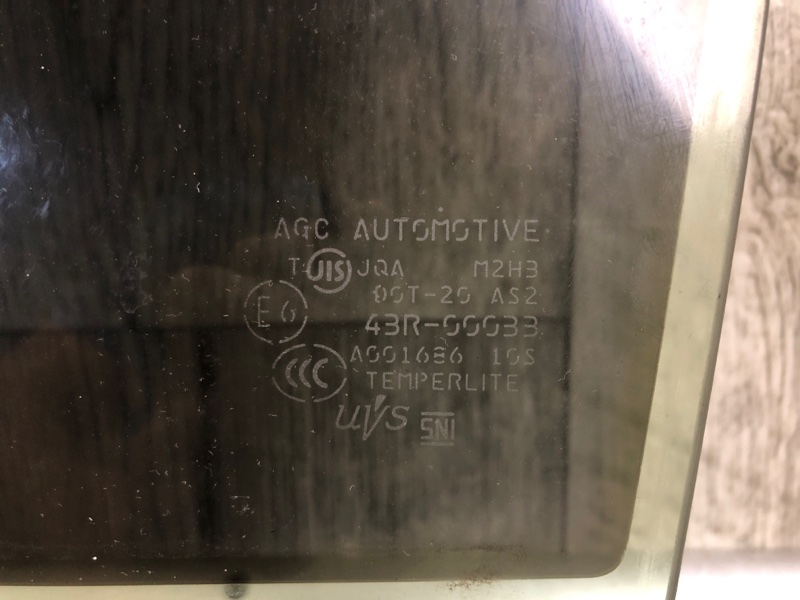 AGC AUTOMOTIVE
T JIS JQA M2H3
DOT-20 AS2
E6 43R-00033
CCC A001686 10S
TEMPERLITE
UVS SNI